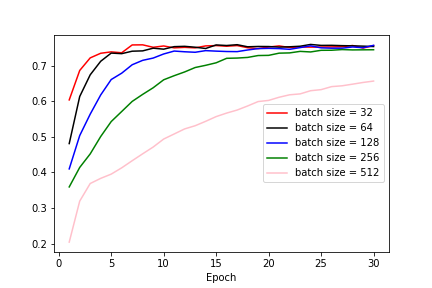 0.7
0.6
0.5
0.4
0.3
0.2
batch size = 32
batch size = 64
batch size = 128
batch size = 256
batch size = 512
0 5 10 15 20 25 30
Epoch